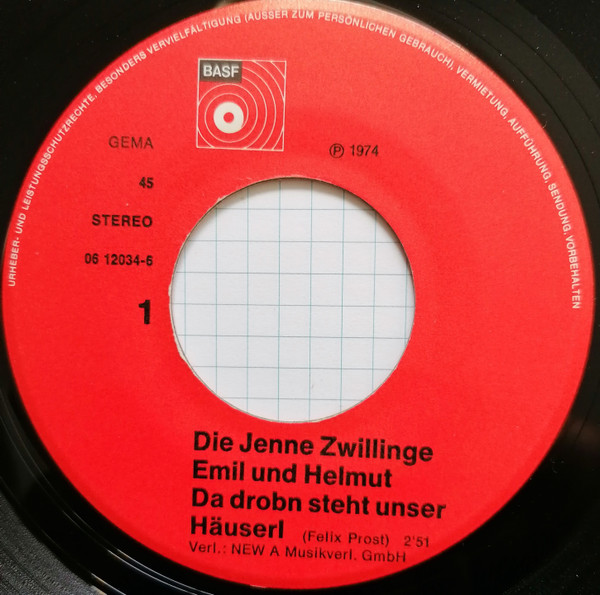 URHEBER- UND LEISTUNGSSCHUTZRECHTE, BESONDERS VERVIELFÄLTIGUNG (AUSSER ZUM PERSÖNLICHEN GEBRAUCH), VERMIETUNG, AUFFÜHRUNG, SENDUNG, VORBEHALTEN
BASF
GEMA
℗ 1974
45
STEREO
06 12034-6
1
Die Jenne Zwillinge
Emil und Helmut
Da drobn steht unser
Häuserl (Felix Prost) 2'51
Verl.: NEW A Musikverl. GmbH